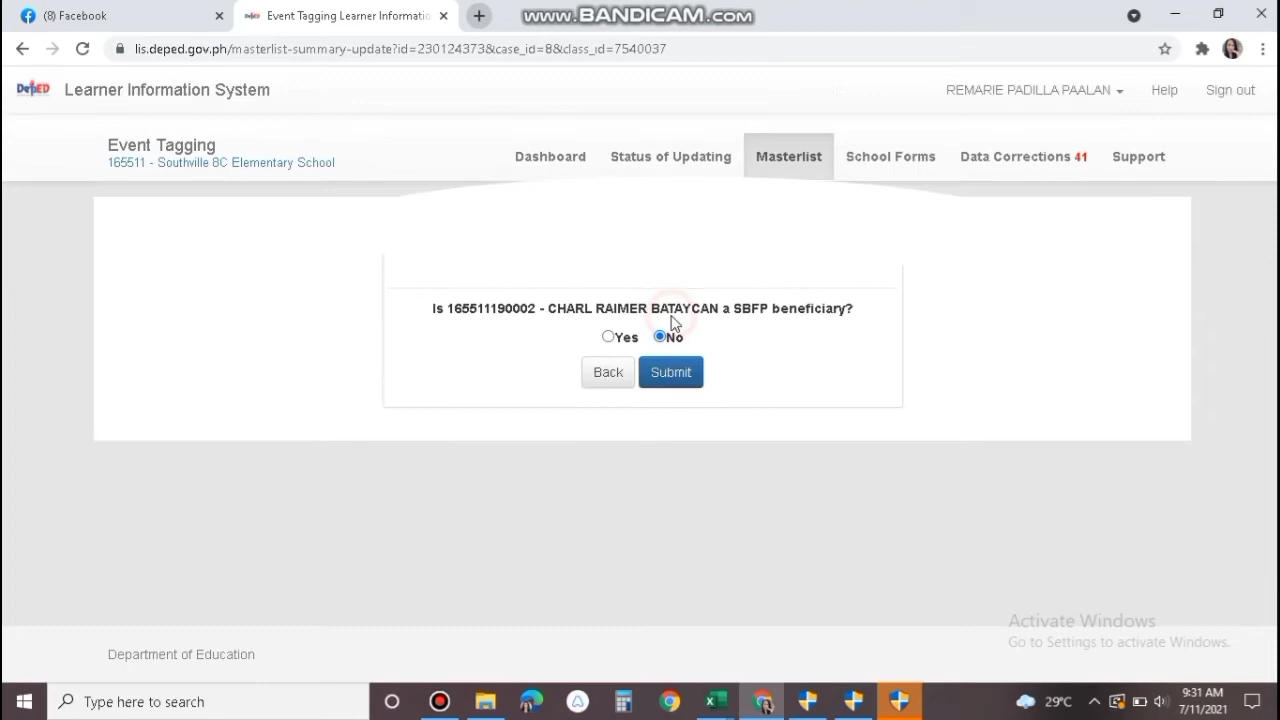 (8) Facebook
Event Tagging Learner Informatio
www.BANDICAM.com
lis.deped.gov.ph/masterlist-summary-update?id=230124373&case_id=8&class_id=7540037
DepED
Learner Information System
REMARIE PADILLA PAALAN
Help
Sign out
Event Tagging
165511 - Southville 8C Elementary School
Dashboard
Status of Updating
Masterlist
School Forms
Data Corrections 41
Support
Is 165511190002 - CHARL RAIMER BATAYCAN a SBFP beneficiary?
Yes
No
Back
Submit
Activate Windows
Go to Settings to activate Windows.
Department of Education
Type here to search
29°C
9:31 AM
7/11/2021